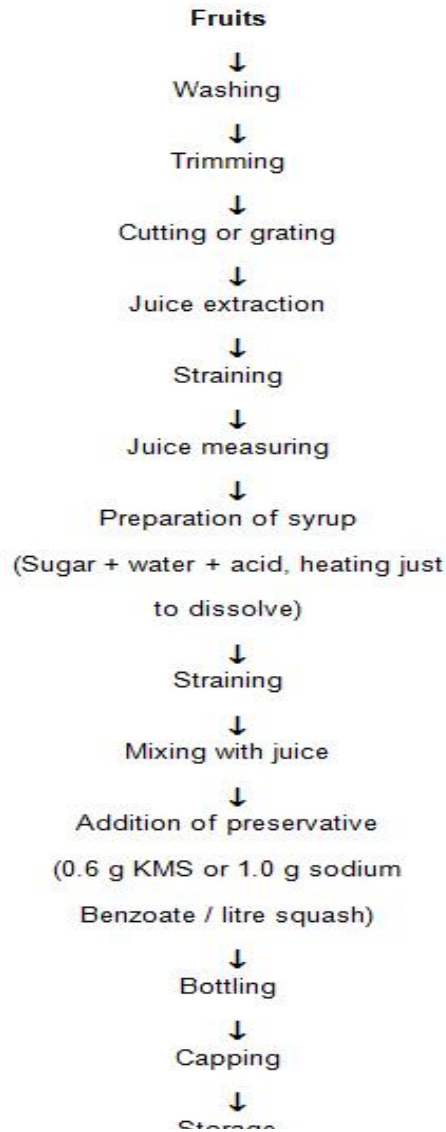 Fruits
↓
Washing
↓
Trimming
↓
Cutting or grating
↓
Juice extraction
↓
Straining
↓
Juice measuring
↓
Preparation of syrup
(Sugar + water + acid, heating just
to dissolve)
↓
Straining
↓
Mixing with juice
↓
Addition of preservative
(0.6 g KMS or 1.0 g sodium
Benzoate / litre squash)
↓
Bottling
↓
Capping
↓
Storage